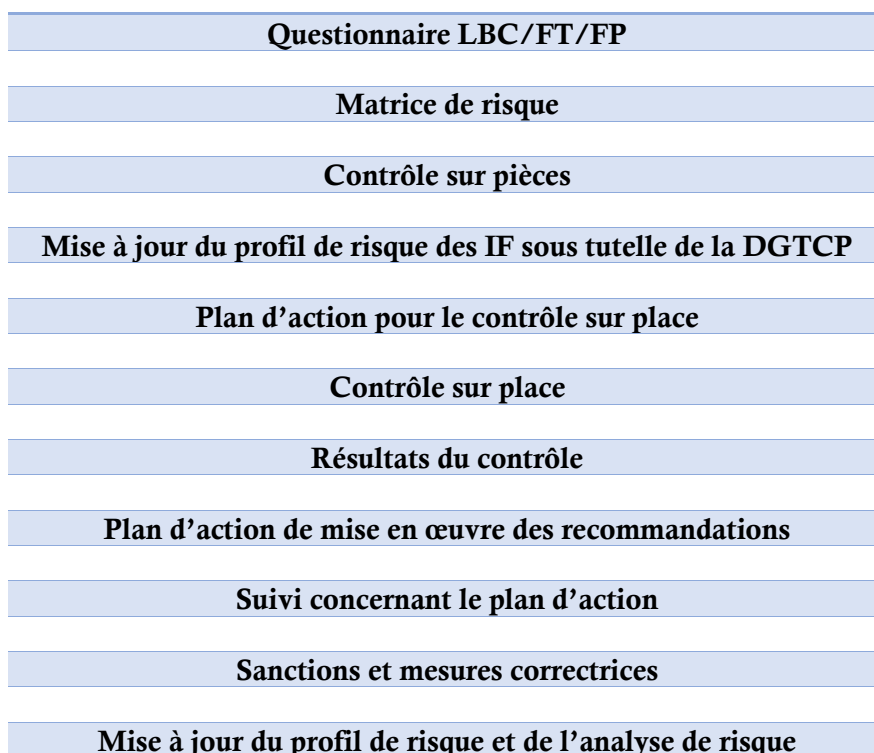 Questionnaire LBC/FT/FP
Matrice de risque
Contrôle sur pièces
Mise à jour du profil de risque des IF sous tutelle de la DGTCP
Plan d’action pour le contrôle sur place
Contrôle sur place
Résultats du contrôle
Plan d’action de mise en œuvre des recommandations
Suivi concernant le plan d’action
Sanctions et mesures correctrices
Mise à jour du profil de risque et de l’analyse de risque